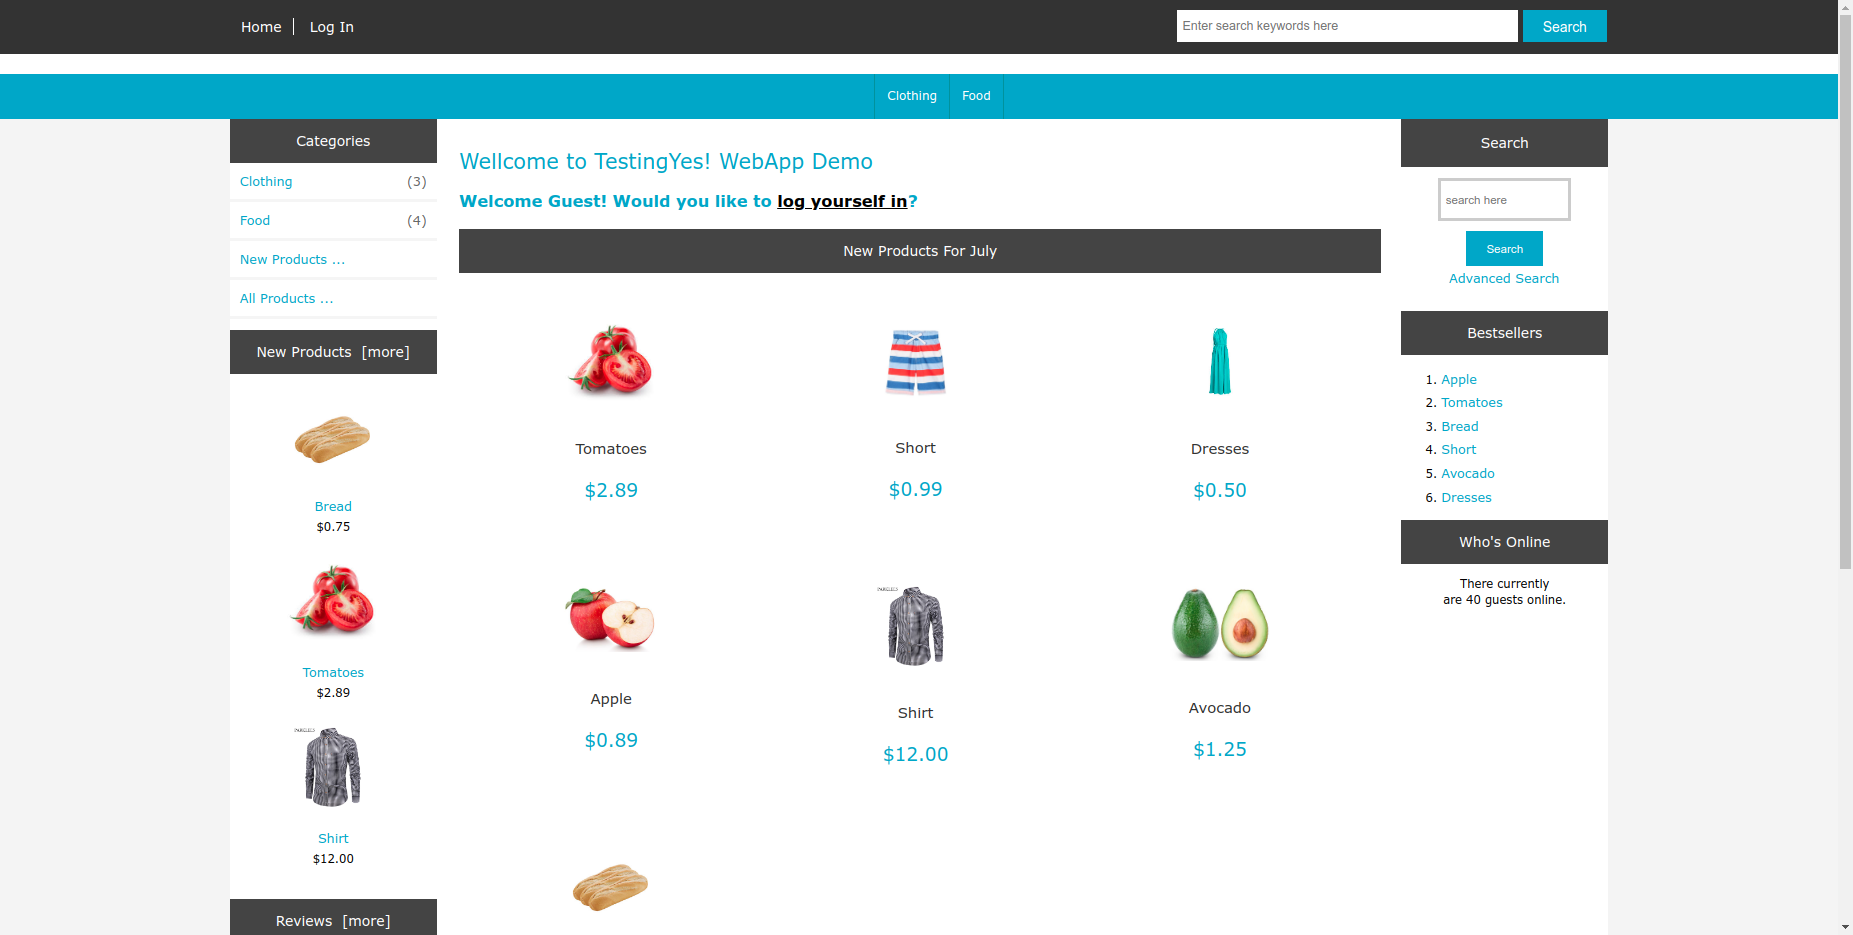 Home
Log In
Enter search keywords here
Search
Clothing
Food
Categories
Clothing (3)
Food (4)
New Products ...
All Products ...
New Products [more]
Bread
$0.75
Tomatoes
$2.89
Shirt
$12.00
Reviews [more]
Wellcome to TestingYes! WebApp Demo
Welcome Guest! Would you like to log yourself in?
New Products For July
Tomatoes
$2.89
Short
$0.99
Dresses
$0.50
Apple
$0.89
Shirt
$12.00
Avocado
$1.25
Search
search here
Search
Advanced Search
Bestsellers
1. Apple
2. Tomatoes
3. Bread
4. Short
5. Avocado
6. Dresses
Who's Online
There currently
are 40 guests online.